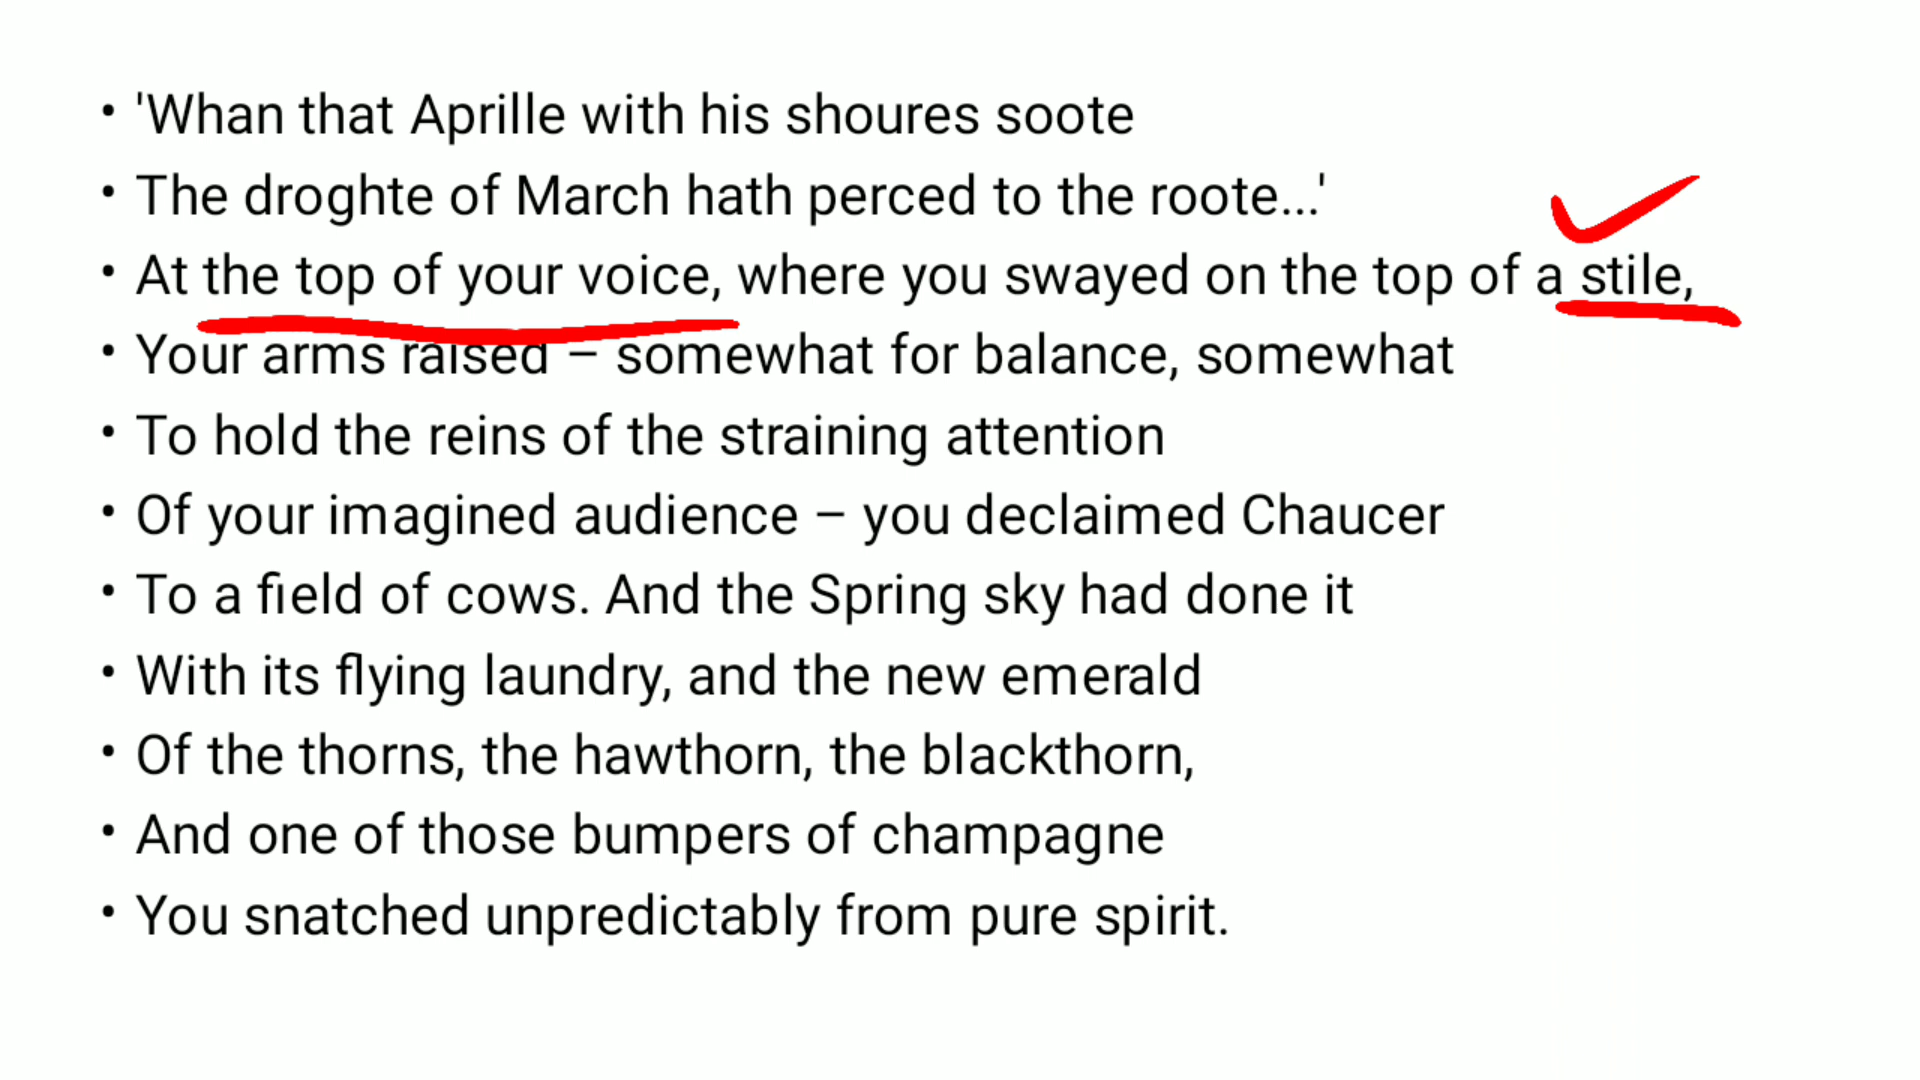 • 'Whan that Aprille with his shoures soote
• The droghte of March hath perced to the roote...'
• At the top of your voice, where you swayed on the top of a stile,
• Your arms raised – somewhat for balance, somewhat
• To hold the reins of the straining attention
• Of your imagined audience – you declaimed Chaucer
• To a field of cows. And the Spring sky had done it
• With its flying laundry, and the new emerald
• Of the thorns, the hawthorn, the blackthorn,
• And one of those bumpers of champagne
• You snatched unpredictably from pure spirit.